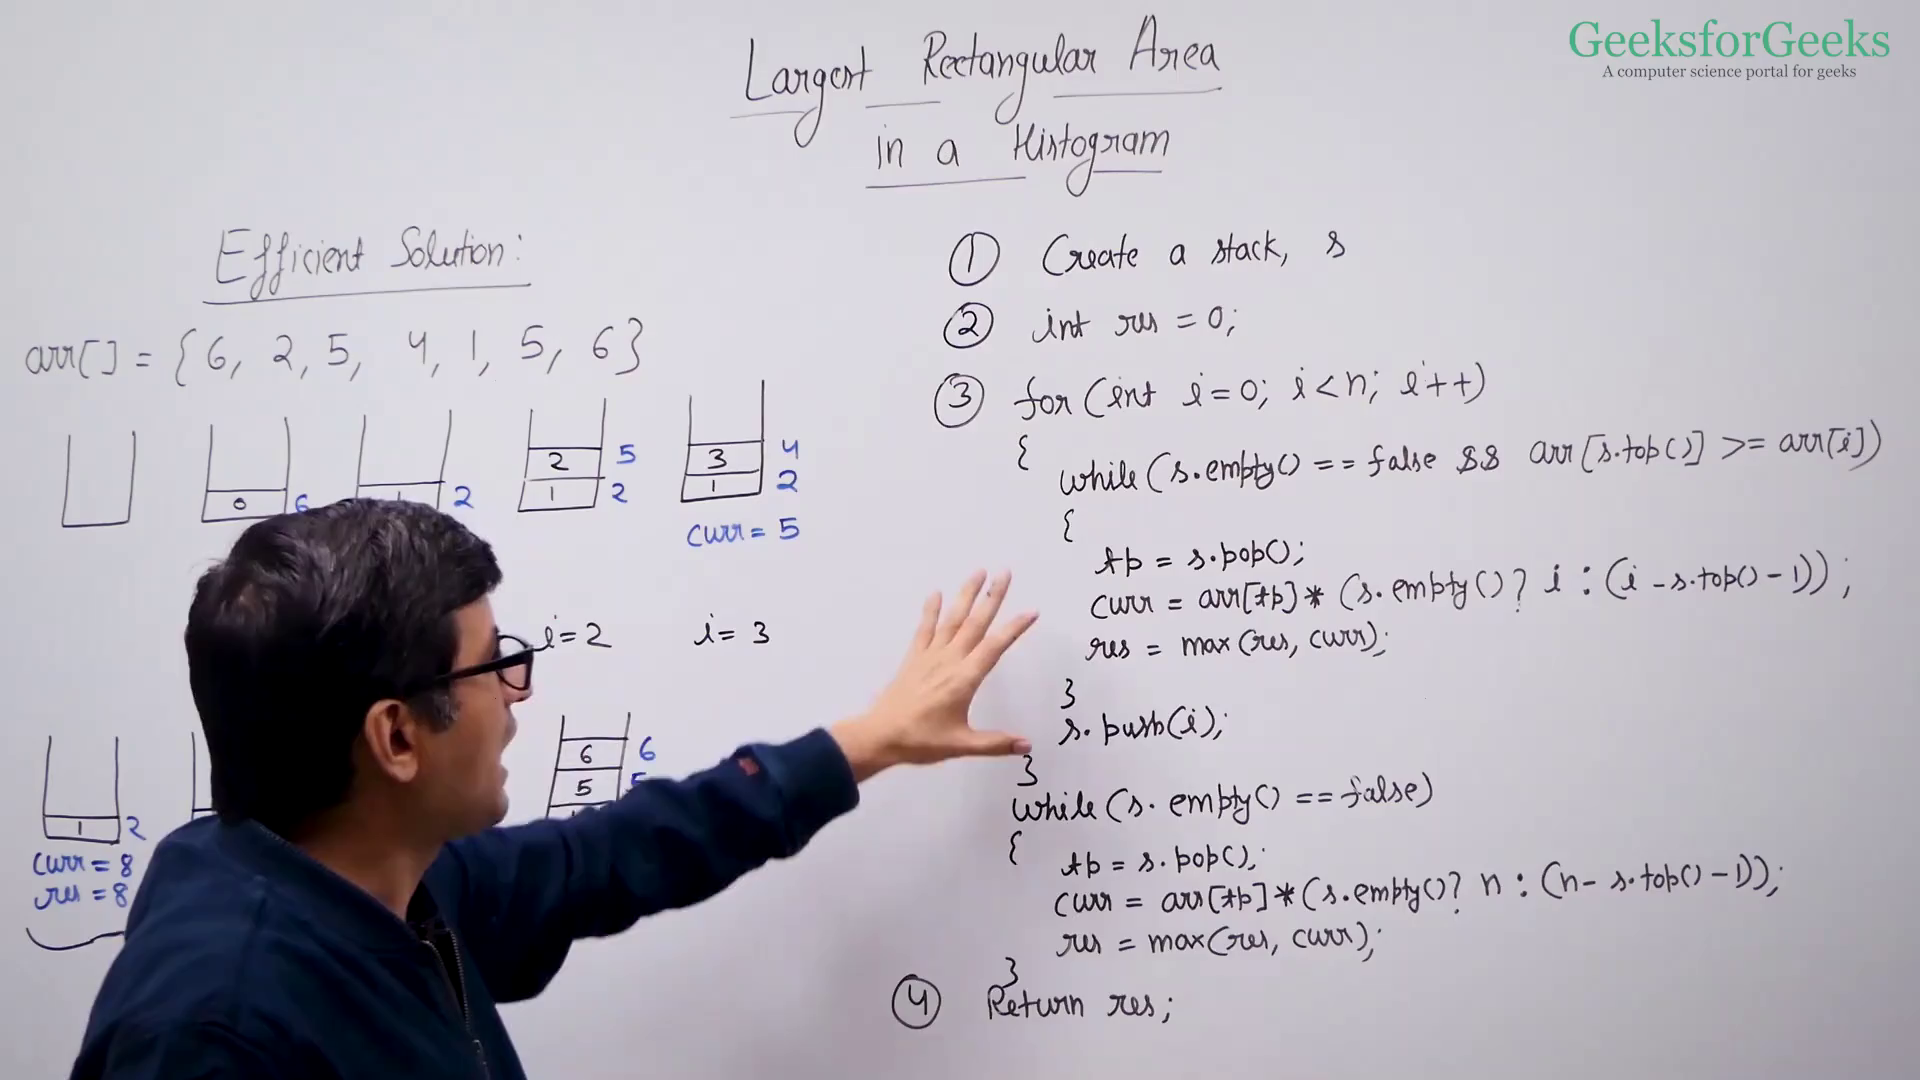 GeeksforGeeks
A computer science portal for geeks
Largest Rectangular Area
in a Histogram
Efficient Solution:
arr[] = {6, 2, 5, 4, 1, 5, 6}
0 6
2
2 5
1 2
3 4
1 2
curr = 5
i=2
i= 3
1 2
curr = 8
res = 8
6 6
5
① Create a stack, s
② int res = 0;
③ for (int i=0; i<n; i++)
{
while (s.empty() == false && arr[s.top()] >= arr[i])
{
tp = s.pop();
curr = arr[tp] * (s.empty() ? i : (i - s.top() - 1));
res = max(res, curr);
}
s.push(i);
}
while (s.empty() == false)
{
tp = s.pop();
curr = arr[tp] * (s.empty()? n : (n- s.top() - 1));
res = max(res, curr);
}
④ Return res;